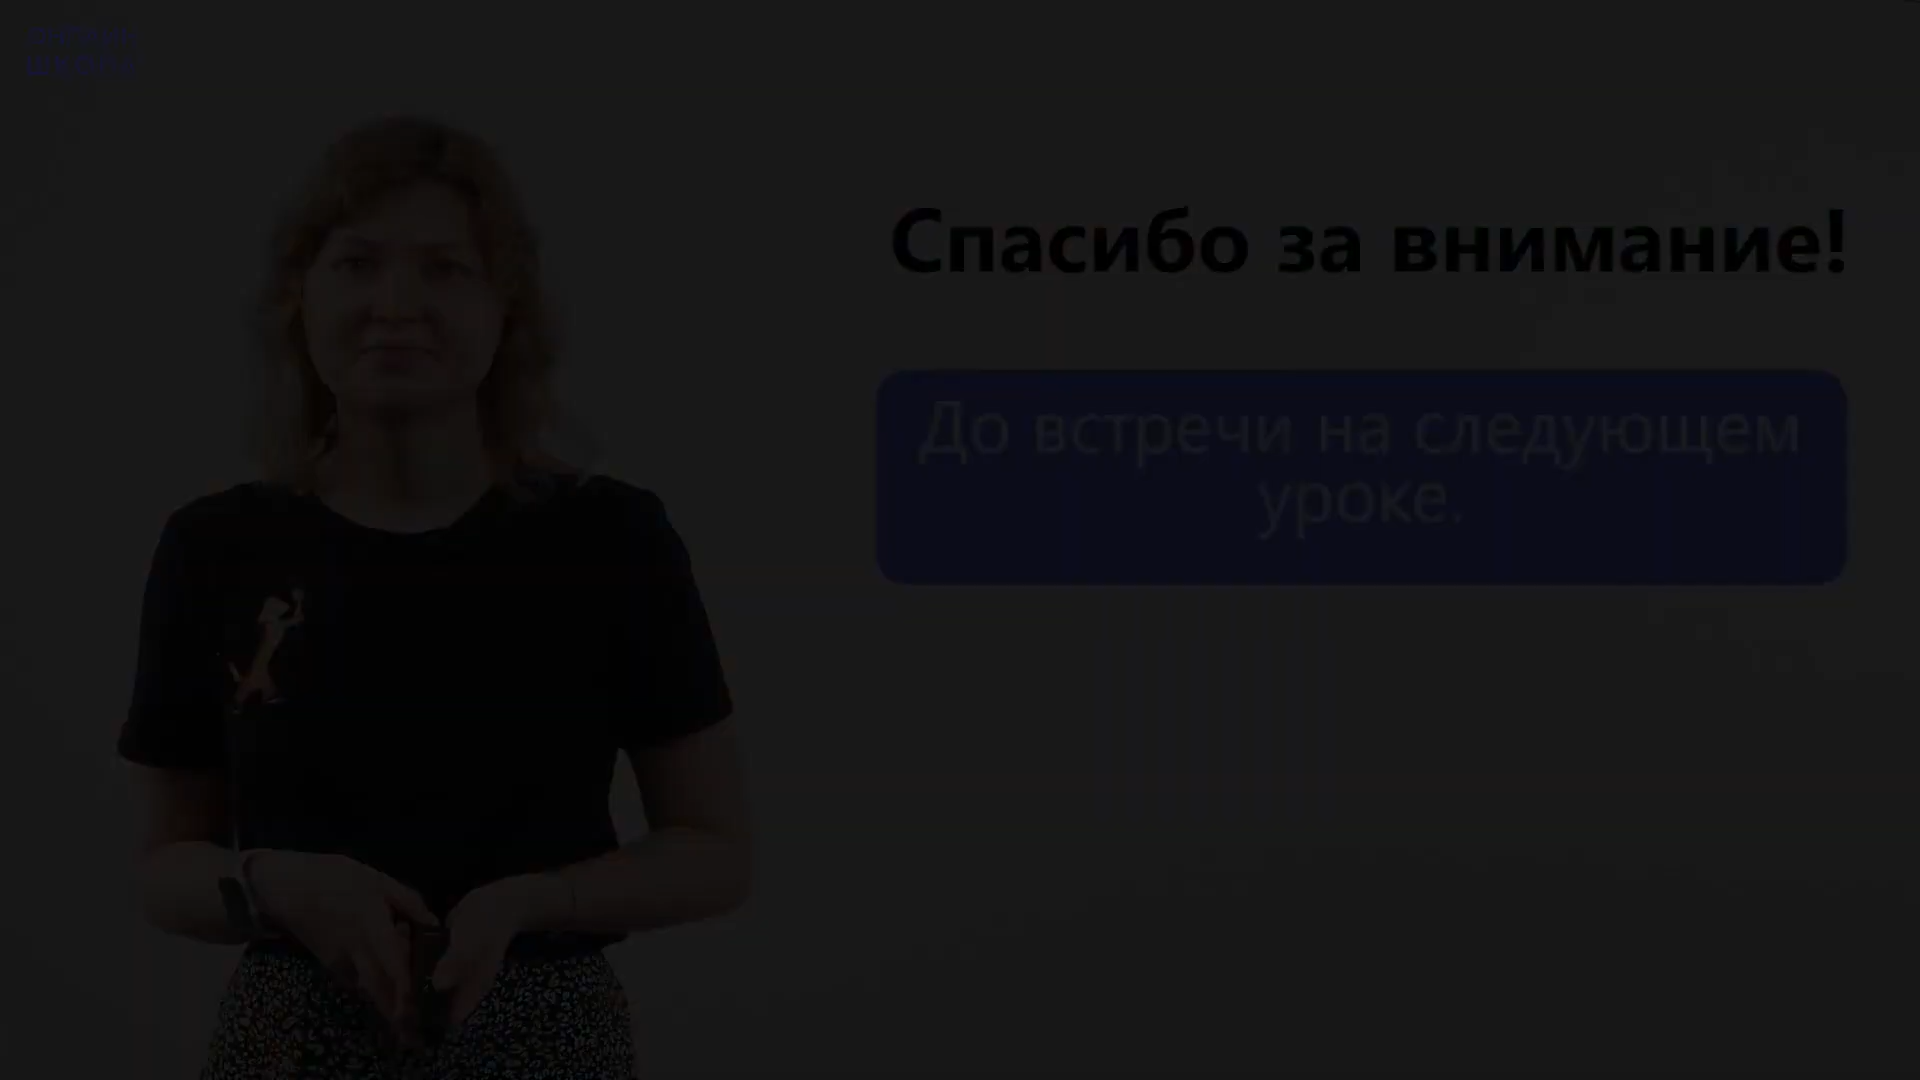 Спасибо за внимание!
До встречи на следующем
уроке.